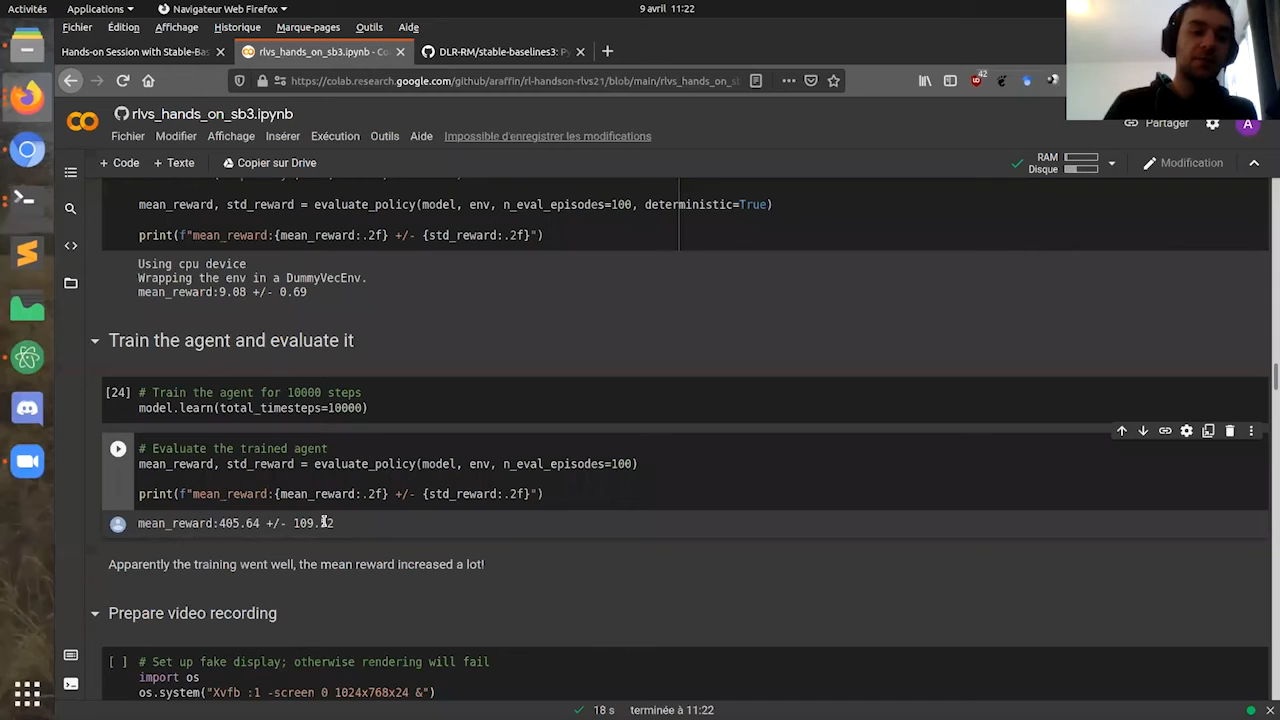 Activités
Applications
Navigateur Web Firefox
9 avril 11:22
Fichier Édition Affichage Historique Marque-pages Outils Aide
Hands-on Session with Stable-Bas
rlvs_hands_on_sb3.ipynb - Co
DLR-RM/stable-baselines3: Py
https://colab.research.google.com/github/araffin/rl-handson-rlvs21/blob/main/rlvs_hands_on_sb
42
rlvs_hands_on_sb3.ipynb
Partager
A
Fichier Modifier Affichage Insérer Exécution Outils Aide Impossible d'enregistrer les modifications
+ Code + Texte Copier sur Drive
RAM
Disque
Modification
mean_reward, std_reward = evaluate_policy(model, env, n_eval_episodes=100, deterministic=True)
print(f"mean_reward:{mean_reward:.2f} +/- {std_reward:.2f}")
Using cpu device
Wrapping the env in a DummyVecEnv.
mean_reward:9.08 +/- 0.69
Train the agent and evaluate it
[24] # Train the agent for 10000 steps
model.learn(total_timesteps=10000)
# Evaluate the trained agent
mean_reward, std_reward = evaluate_policy(model, env, n_eval_episodes=100)
print(f"mean_reward:{mean_reward:.2f} +/- {std_reward:.2f}")
mean_reward:405.64 +/-
Apparently the training went well, the mean reward increased a lot!
Prepare video recording
[ ] # Set up fake display; otherwise rendering will fail
import os
os.system("Xvfb :1 -screen 0 1024x768x24 &")
18 s terminée à 11:22